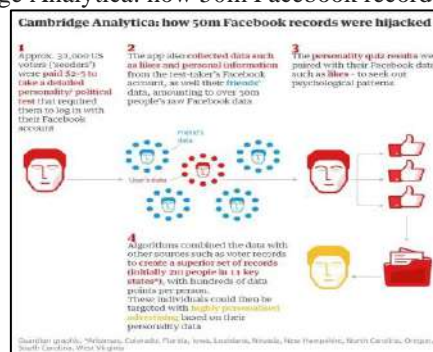 ge Analytica: how 50m Facebook record
Cambridge Analytica: how 50m Facebook records were hijacked
1
Approx.
voters ('seeders')
were paid $2-5 to
take a detailed
personality/ political
test that required
them to log in with
their Facebook
account
2
The app also collected data such
as likes and personal information
from the test-taker's Facebook
account, as well their friends'
data, amounting to over 50m
people's raw Facebook data
3
The personality quiz results were
paired with their Facebook data
such as likes - to seek out
psychological patterns
Friend's
data
User's data
4
Algorithms combined the data with
other sources such as voter records
to create a superior set of records
(initially 2m people in 11 key
states*), with hundreds of data
points per person.
These individuals could then be
targeted with highly personalised
advertising based on their
personality data
Guardian graphic. *Arkansas, Colorado, Florida, Iowa, Louisiana, Nevada, New Hampshire, North Carolina, Oregon,
South Carolina, West Virginia